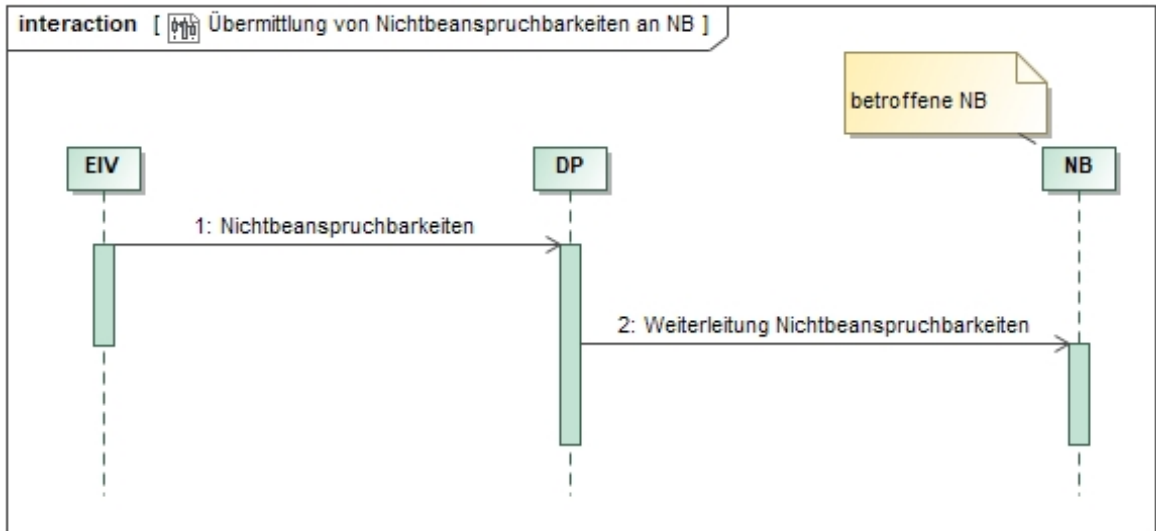 interaction [ Übermittlung von Nichtbeanspruchbarkeiten an NB ]
betroffene NB
EIV
DP
NB
1: Nichtbeanspruchbarkeiten
2: Weiterleitung Nichtbeanspruchbarkeiten